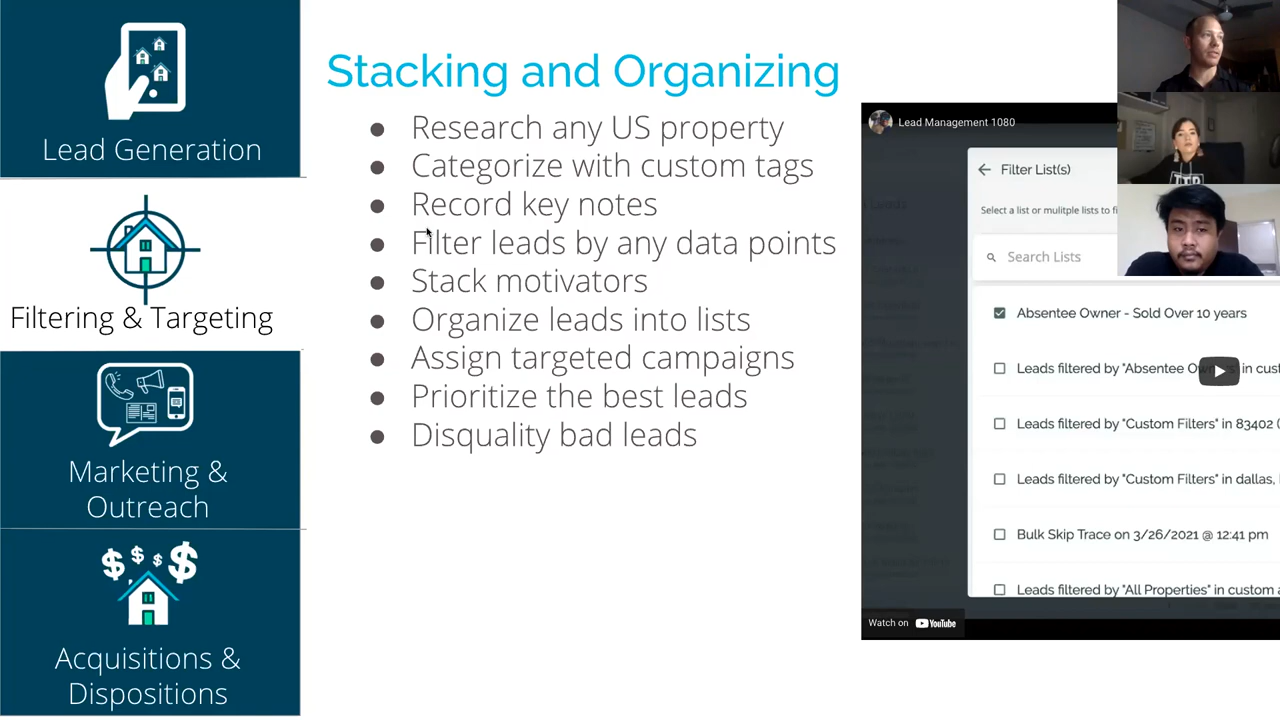 Lead Generation
Filtering & Targeting
Marketing &
Outreach
Acquisitions &
Dispositions
Stacking and Organizing
● Research any US property
● Categorize with custom tags
● Record key notes
● Filter leads by any data points
● Stack motivators
● Organize leads into lists
● Assign targeted campaigns
● Prioritize the best leads
● Disquality bad leads
Lead Management 1080
Filter List(s)
Select a list or mulitple lists to fi
Search Lists
Absentee Owner - Sold Over 10 years
Leads filtered by "Absentee Ow in cust
Leads filtered by "Custom Filters" in 83402 (
Leads filtered by "Custom Filters" in dallas,
Bulk Skip Trace on 3/26/2021 @ 12:41 pm
Leads filtered by "All Properties" in custom a
Watch on YouTube